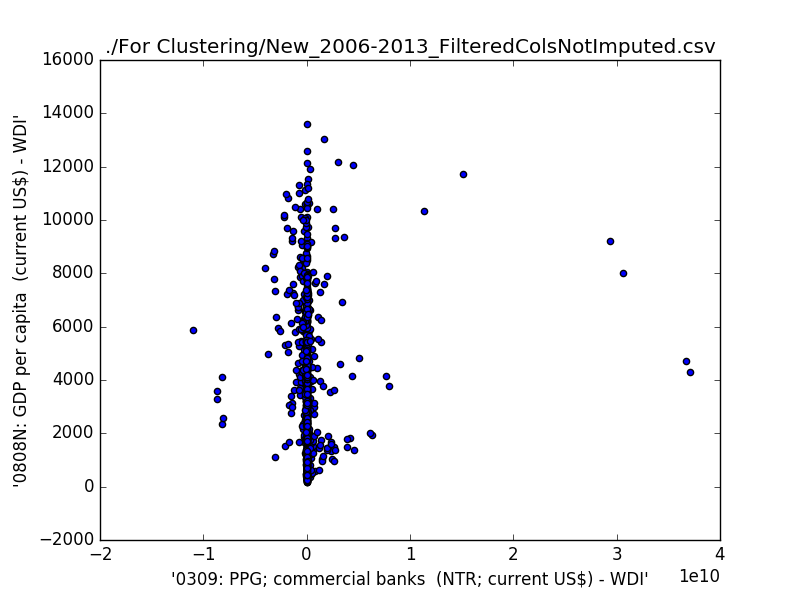 ./For Clustering/New_2006-2013_FilteredColsNotImputed.csv
16000
14000
12000
10000
8000
6000
4000
2000
0
−2000
'0808N: GDP per capita  (current US$) - WDI'
−2 −1 0 1 2 3 4
1e10
'0309: PPG; commercial banks  (NTR; current US$) - WDI'